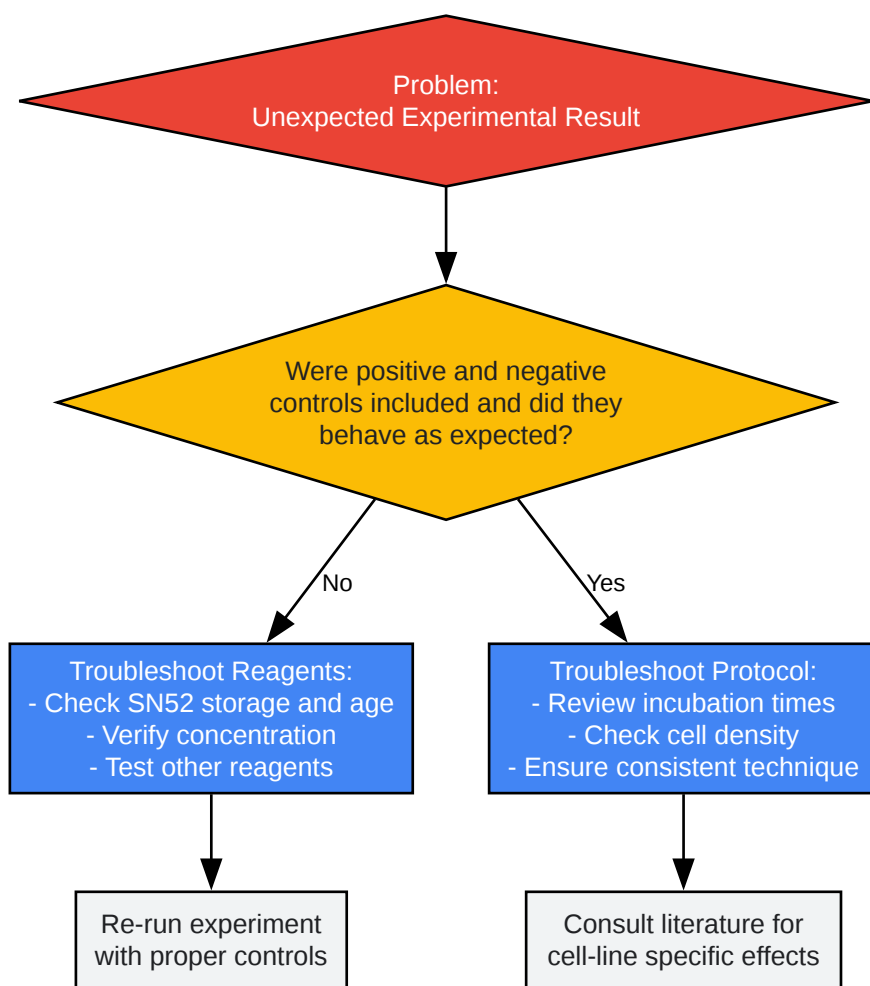 Problem:
Unexpected Experimental Result
Were positive and negative
controls included and did they
behave as expected?
No
Yes
Troubleshoot Reagents:
- Check SN52 storage and age
- Verify concentration
- Test other reagents
Troubleshoot Protocol:
- Review incubation times
- Check cell density
- Ensure consistent technique
Re-run experiment
with proper controls
Consult literature for
cell-line specific effects